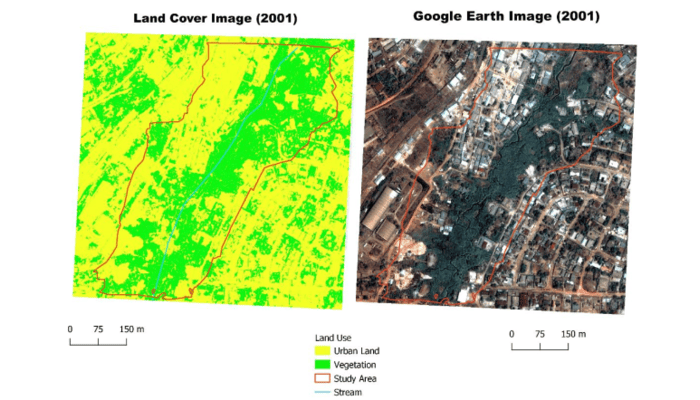 Land Cover Image (2001)
Google Earth Image (2001)
0 75 150 m
0 75 150 m
Land Use
Urban Land
Vegetation
Study Area
Stream